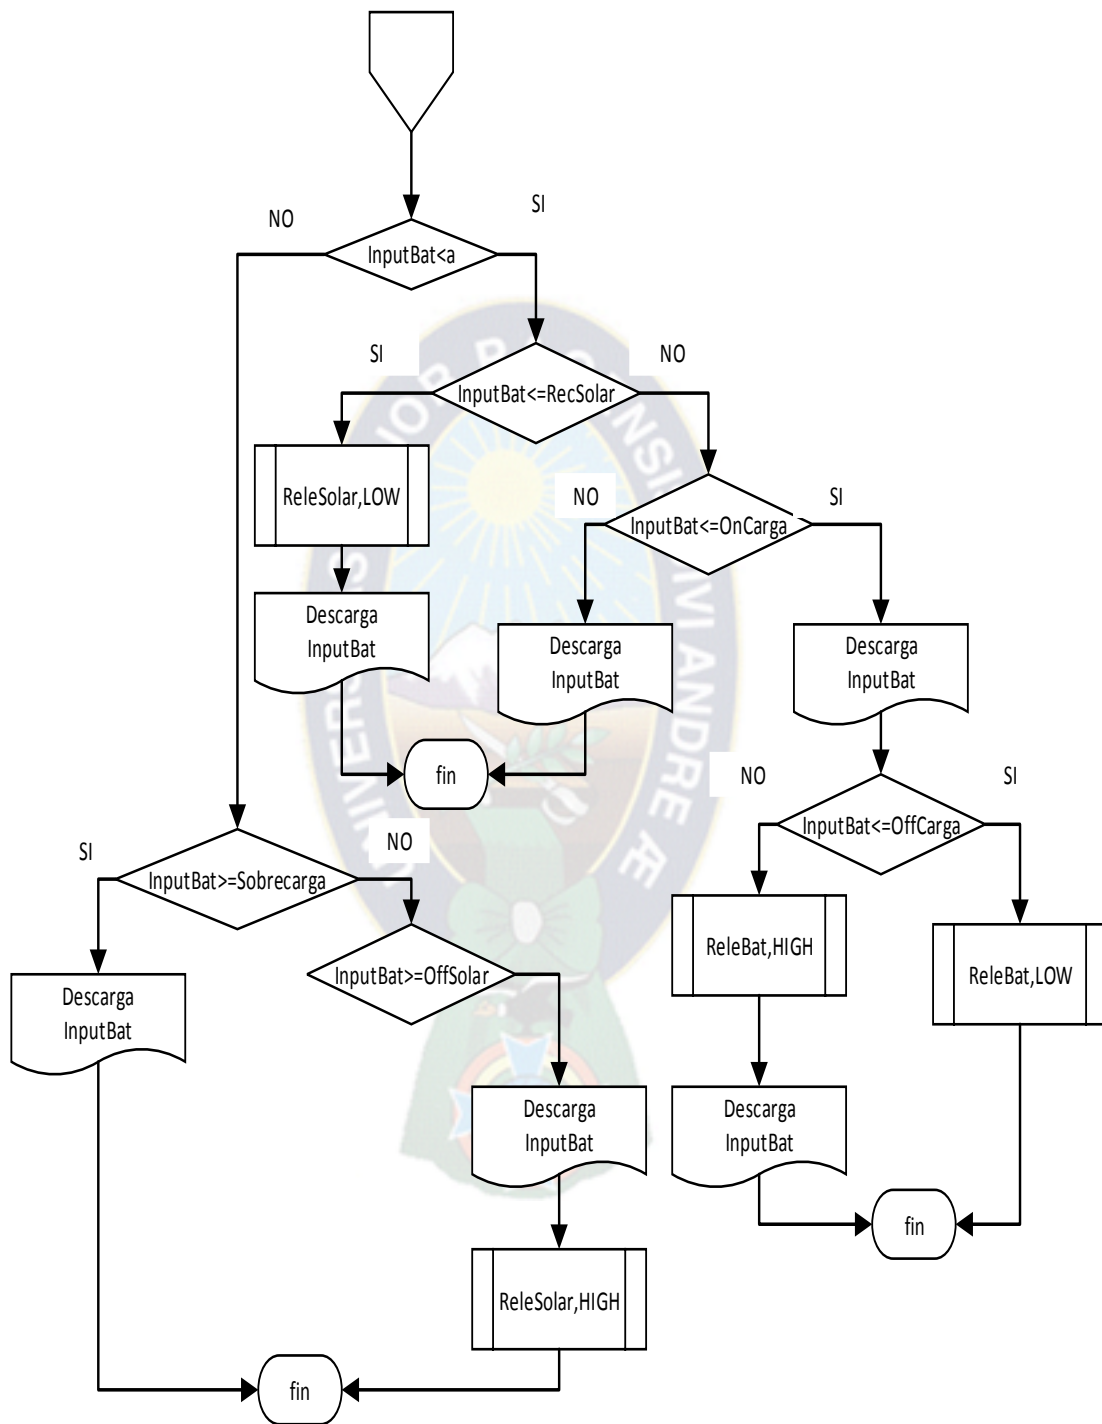 NO
SI
InputBat<a
SI
NO
InputBat<=RecSolar
ReleSolar,LOW
NO
SI
InputBat<=OnCarga
Descarga
InputBat
Descarga
InputBat
Descarga
InputBat
fin
NO
SI
InputBat<=OffCarga
SI
NO
InputBat>=Sobrecarga
ReleBat,HIGH
ReleBat,LOW
InputBat>=OffSolar
Descarga
InputBat
Descarga
InputBat
Descarga
InputBat
fin
ReleSolar,HIGH
fin